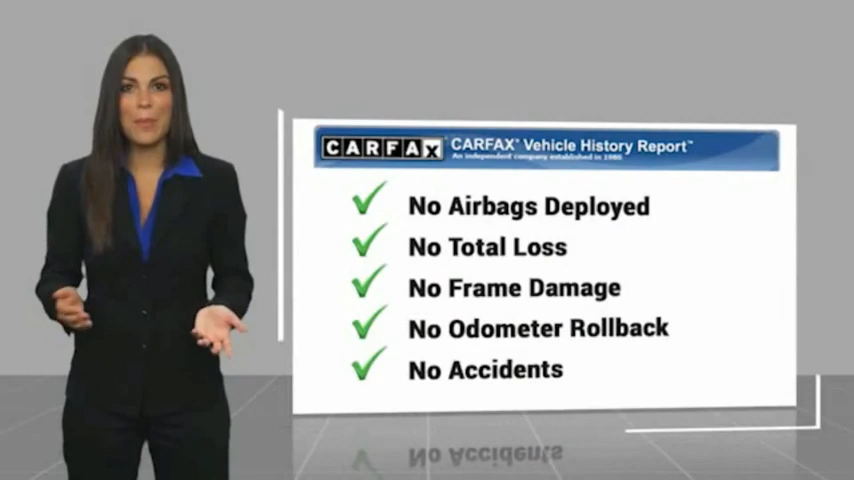 CARFAX CARFAX® Vehicle History Report™
An independent company established in 1986
No Airbags Deployed
No Total Loss
No Frame Damage
No Odometer Rollback
No Accidents
No Accidents